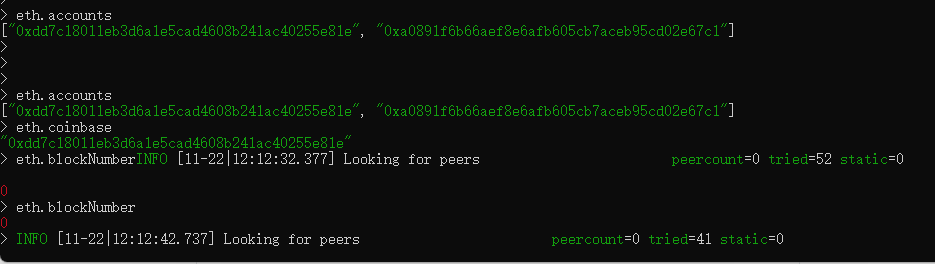 > eth.accounts
["0xdd7c18011eb3d6a1e5cad4608b241ac40255e81e", "0xa0891f6b66aef8e6afb605cb7aceb95cd02e67c1"]
>
>
>
> eth.accounts
["0xdd7c18011eb3d6a1e5cad4608b241ac40255e81e", "0xa0891f6b66aef8e6afb605cb7aceb95cd02e67c1"]
> eth.coinbase
"0xdd7c18011eb3d6a1e5cad4608b241ac40255e81e"
> eth.blockNumberINFO [11-22|12:12:32.377] Looking for peers peercount=0 tried=52 static=0
0
> eth.blockNumber
0
> INFO [11-22|12:12:42.737] Looking for peers peercount=0 tried=41 static=0